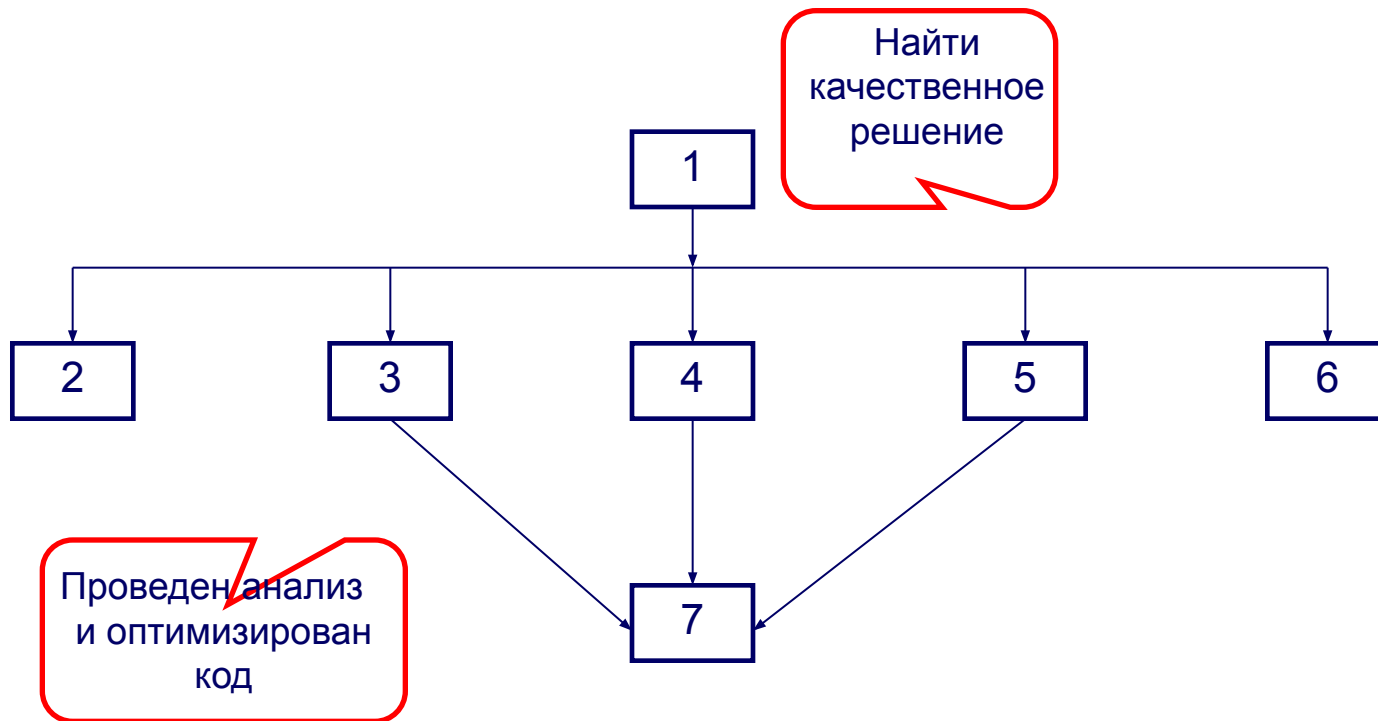 Найти
качественное
решение
1
2
3
4
5
6
Проведен анализ
и оптимизирован
код
7